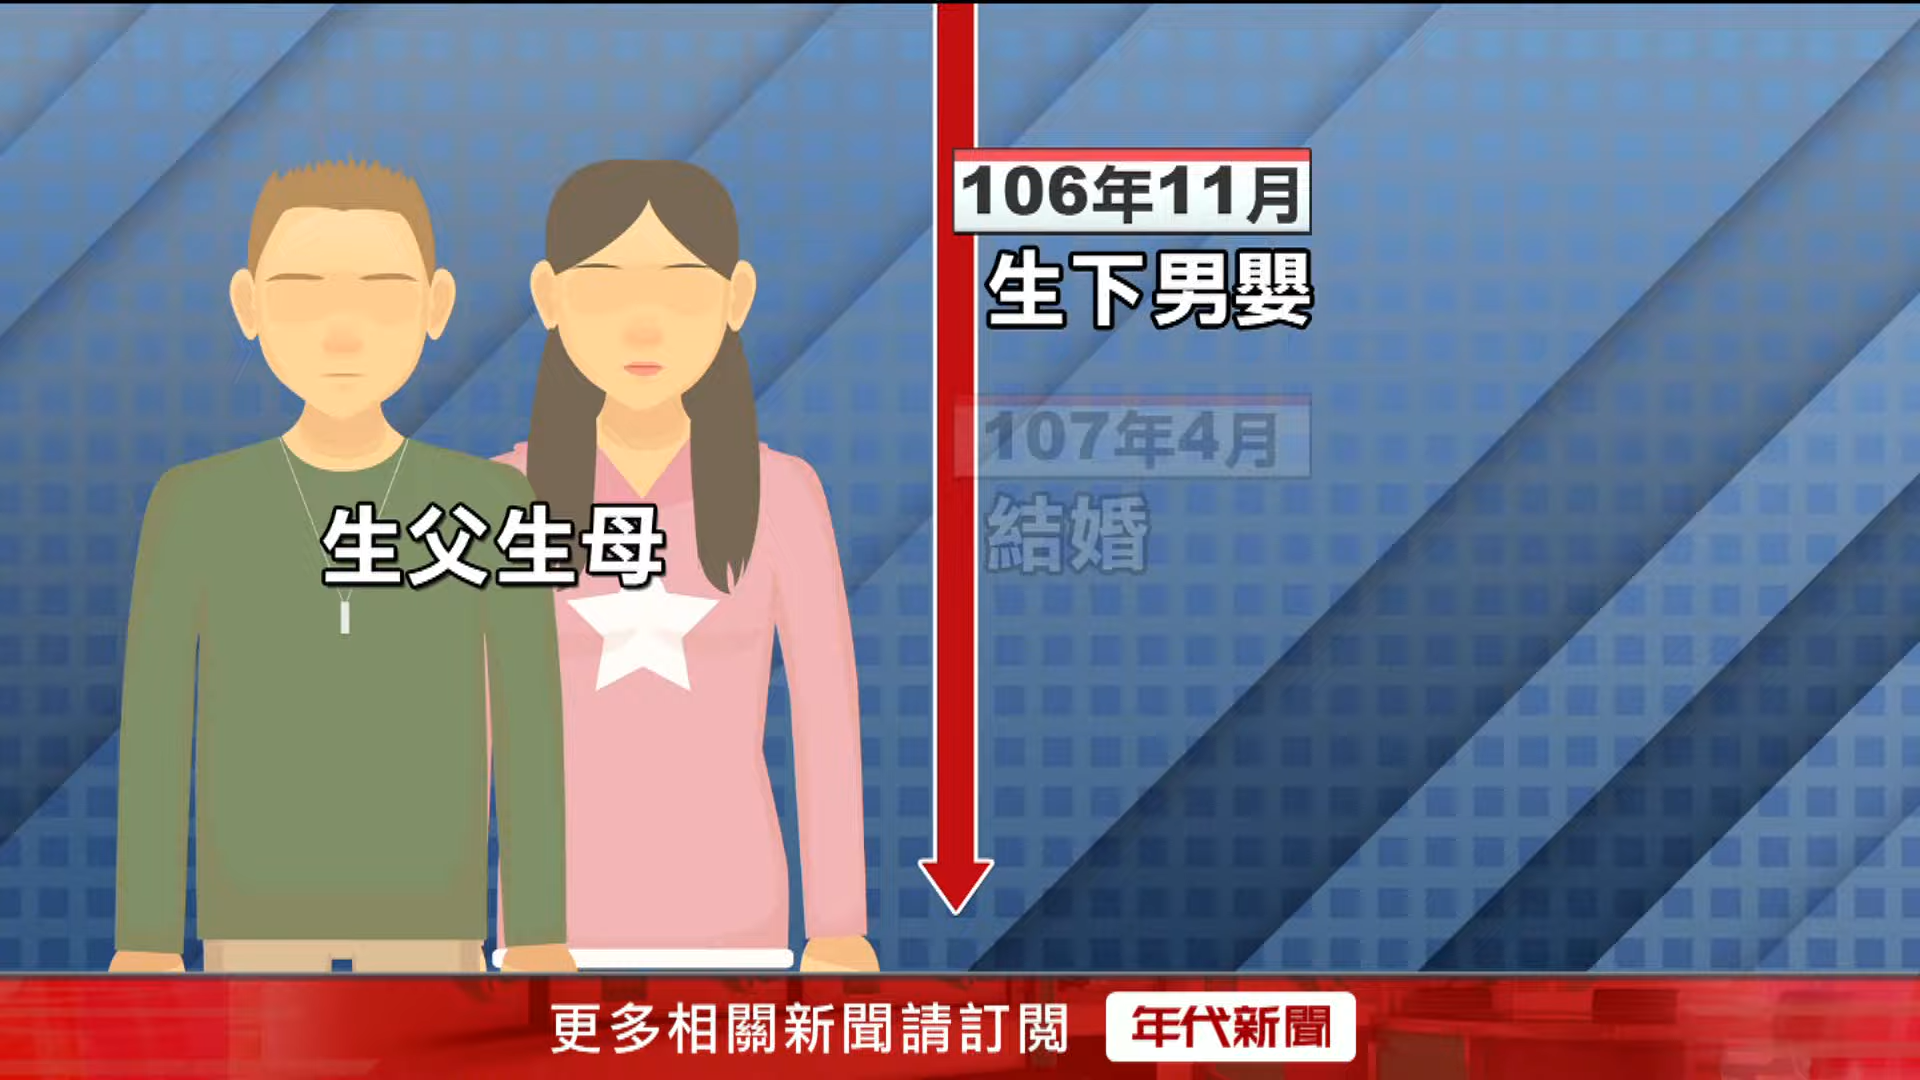 106年11月
生下男嬰
107年4月
結婚
生父生母
更多相關新聞請訂閱 年代新聞